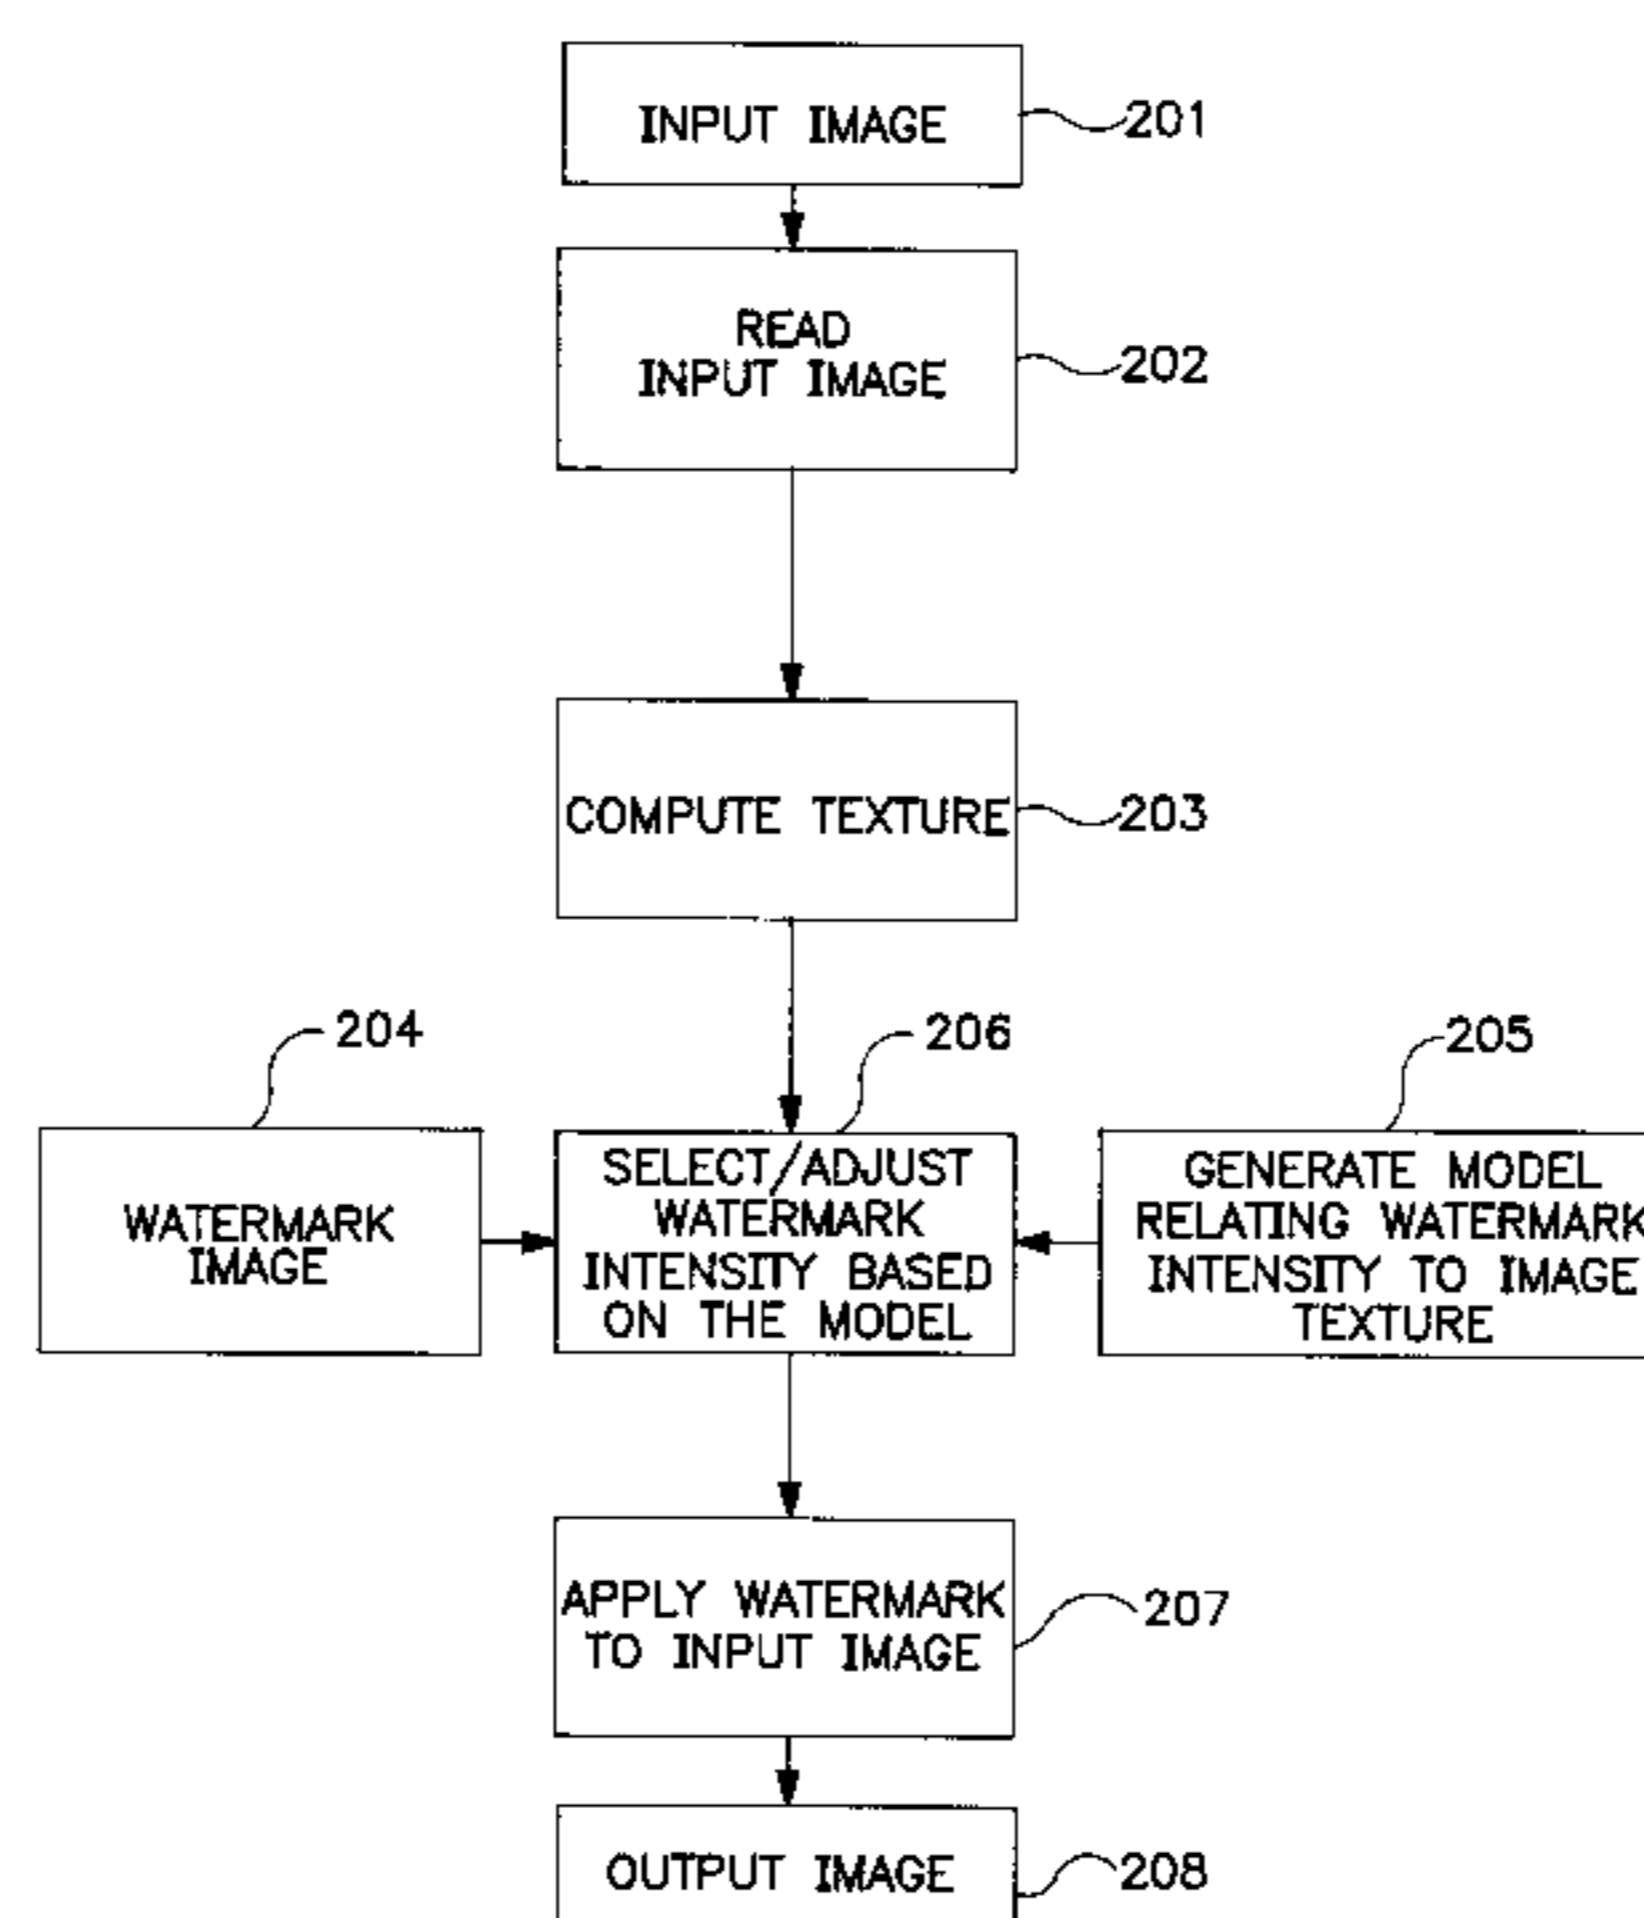 INPUT IMAGE
201
READ
INPUT IMAGE
202
COMPUTE TEXTURE
203
204
206
205
WATERMARK
IMAGE
SELECT/ADJUST
WATERMARK
INTENSITY BASED
ON THE MODEL
GENERATE MODEL
RELATING WATERMARK
INTENSITY TO IMAGE
TEXTURE
APPLY WATERMARK
TO INPUT IMAGE
207
OUTPUT IMAGE
208